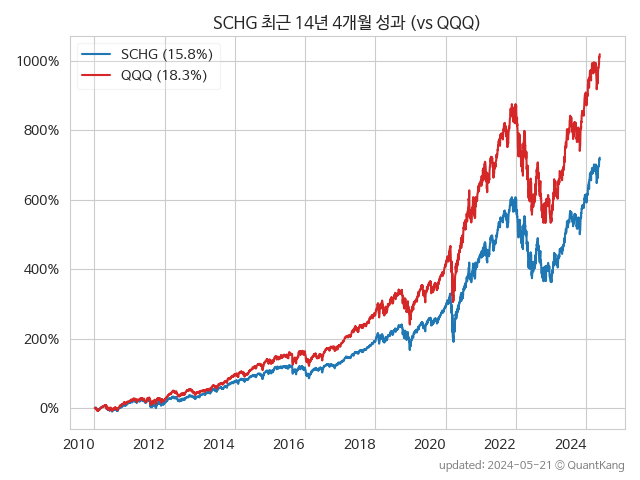 SCHG 최근 14년 4개월 성과 (vs QQQ)
SCHG (15.8%)
QQQ (18.3%)
1000%
800%
600%
400%
200%
0%
2010 2012 2014 2016 2018 2020 2022 2024
updated: 2024-05-21 © QuantKang